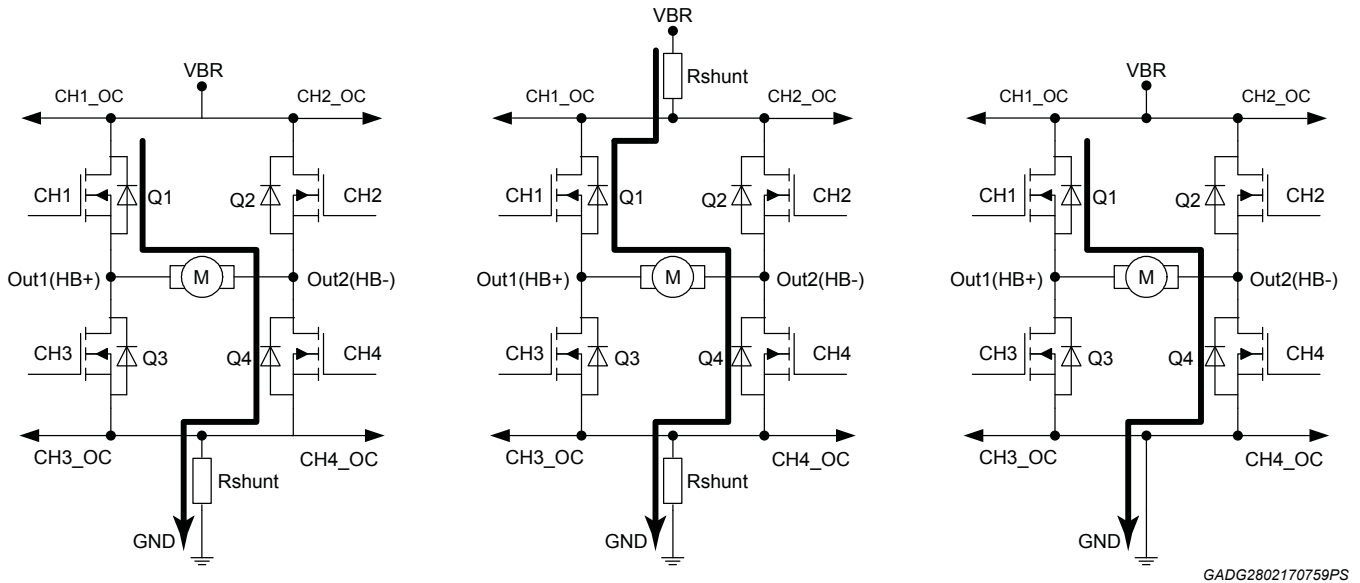 VBR
Rshunt
CH1_OC
CH2_OC
CH1
Q1
Q2
CH2
Out1(HB+)
M
Out2(HB-)
CH3
Q3
Q4
CH4
CH3_OC
CH4_OC
Rshunt
GND
VBR
CH1_OC
CH2_OC
CH1
Q1
Q2
CH2
Out1(HB+)
M
Out2(HB-)
CH3
Q3
Q4
CH4
CH3_OC
CH4_OC
Rshunt
GND
VBR
CH1_OC
CH2_OC
CH1
Q1
Q2
CH2
Out1(HB+)
M
Out2(HB-)
CH3
Q3
Q4
CH4
CH3_OC
CH4_OC
GND
GADG2802170759PS